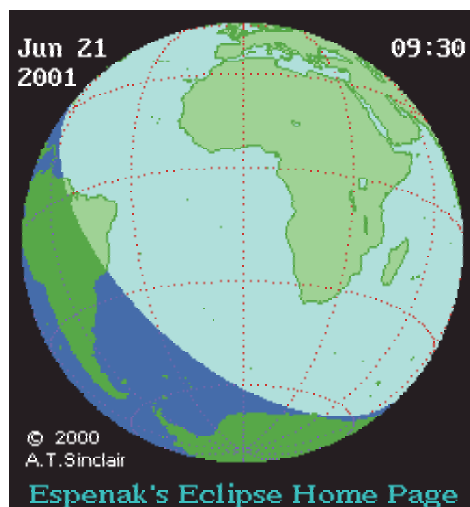 Jun 21 09:30
2001
© 2000
A.T.Sinclair
Espenak's Eclipse Home Page